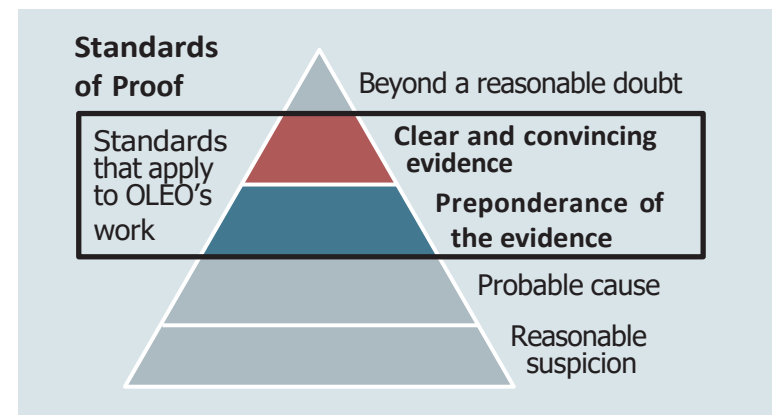 Standards
of Proof
Beyond a reasonable doubt
Standards
that apply
to OLEO’s
work
Clear and convincing
evidence
Preponderance of
the evidence
Probable cause
Reasonable
suspicion